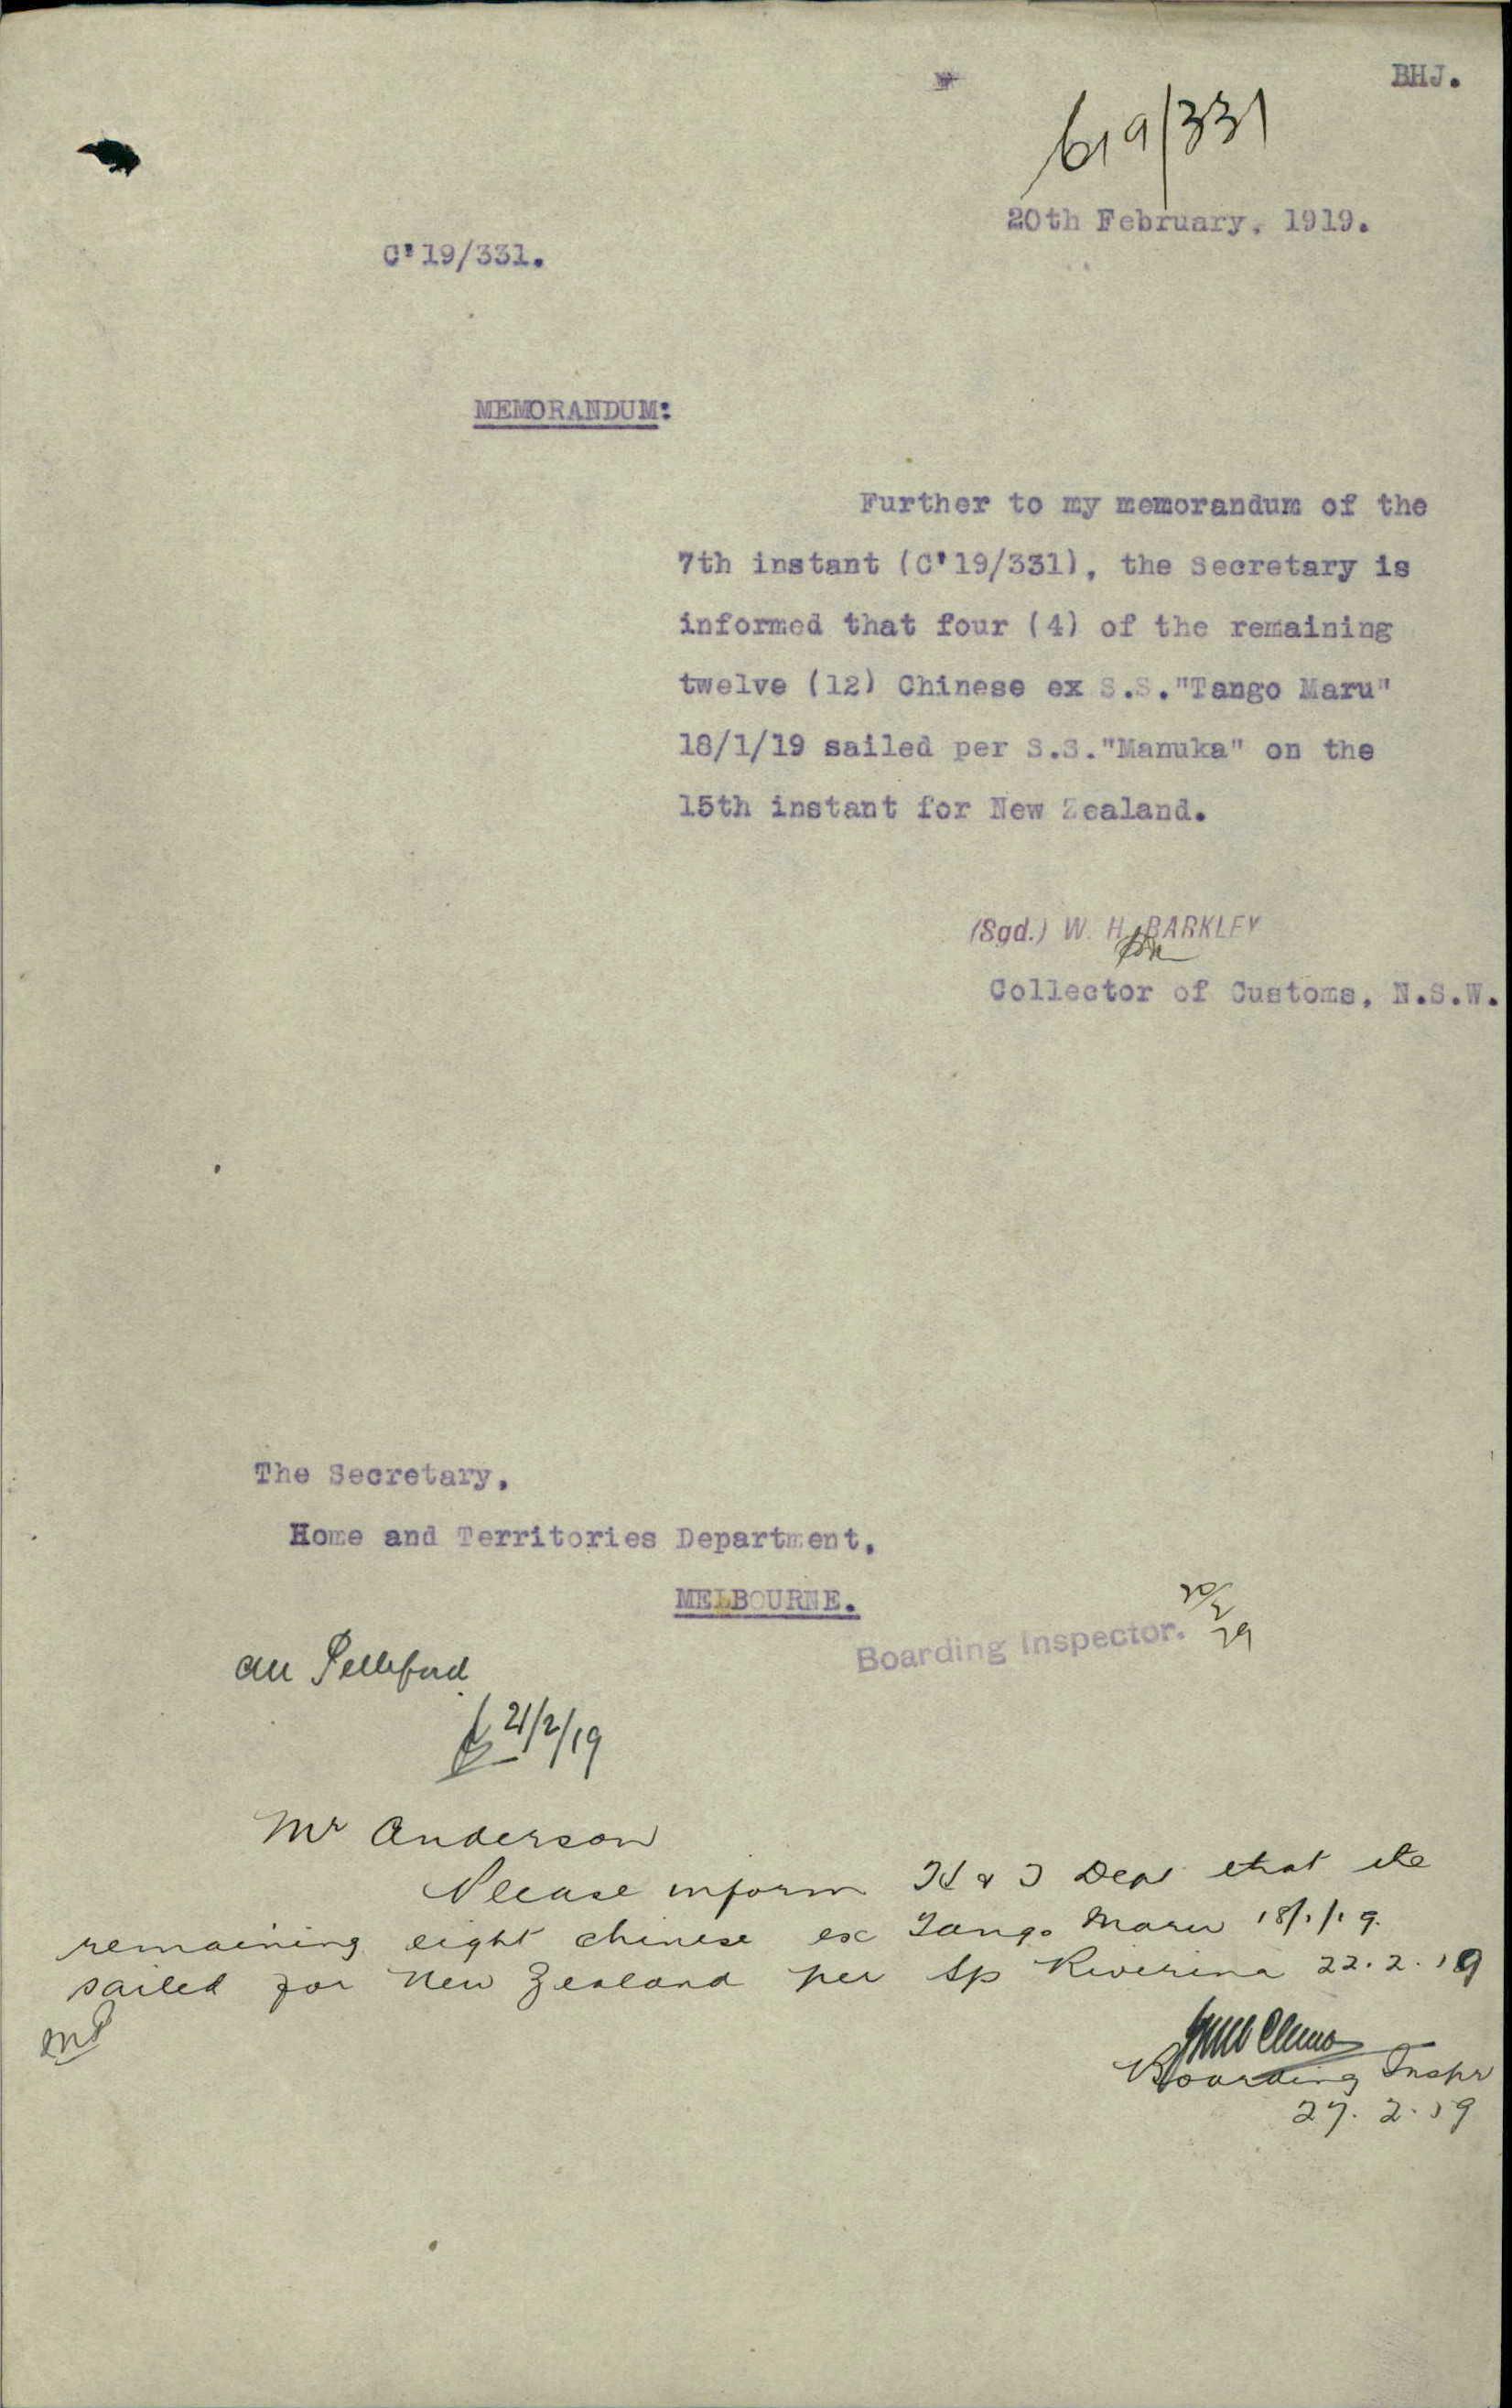 BHJ.
C19/331
20th February, 1919.
C'19/331.
MEMORANDUM:
Further to my memorandum of the
7th instant (C'19/331), the Secretary is
informed that four (4) of the remaining
twelve (12) Chinese ex S.S."Tango Maru"
18/1/19 sailed per S.S."Manuka" on the
15th instant for New Zealand.
(Sgd.) W. H. BARKLEY
Collector of Customs, N.S.W.
The Secretary,
Home and Territories Department,
MELBOURNE.
20/2/19
Boarding Inspector.
21/2/19
Mr Anderson
Please inform H & T Dept that the
remaining eight Chinese ex Tango Maru 18/1/19.
sailed for New Zealand per Sp Riverina 22.2.19
Boarding Inspr
27.2.19